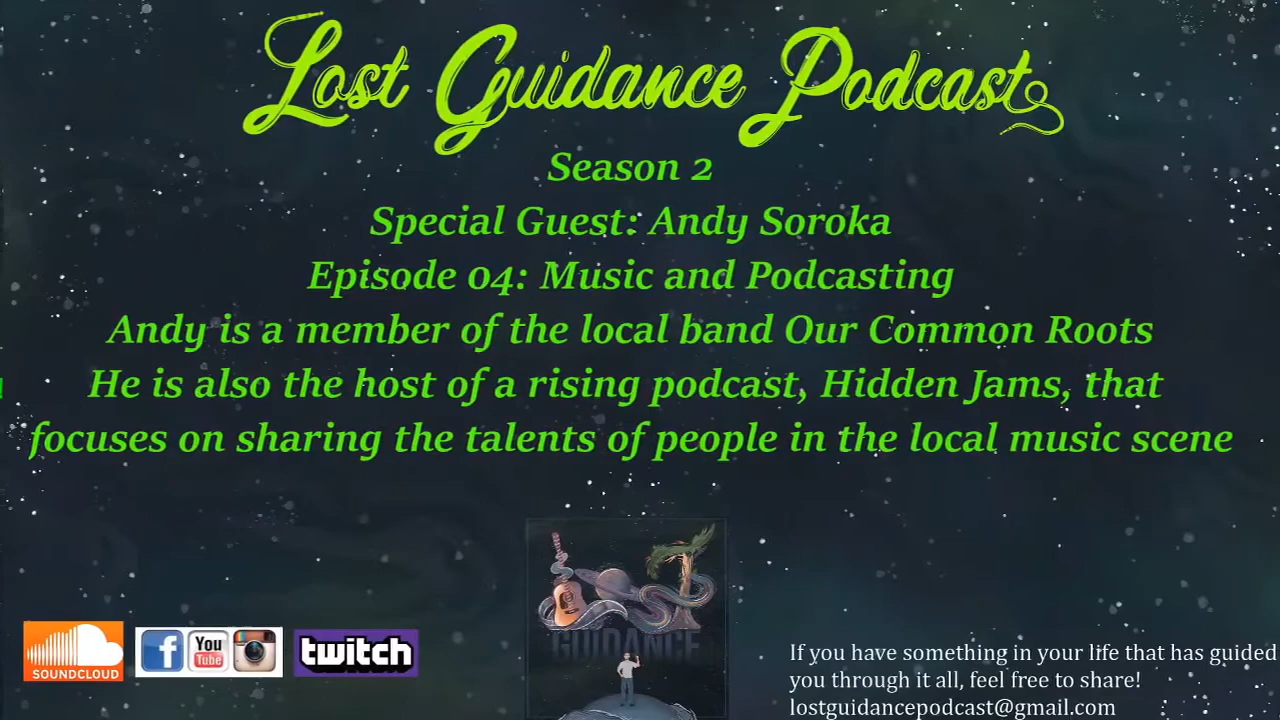 Lost Guidance Podcast
Season 2
Special Guest: Andy Soroka
Episode 04: Music and Podcasting
Andy is a member of the local band Our Common Roots
He is also the host of a rising podcast, Hidden Jams, that
focuses on sharing the talents of people in the local music scene
GUIDANCE
SOUNDCLOUD
f
You
Tube
twitch
If you have something in your life that has guided
you through it all, feel free to share!
lostguidancepodcast@gmail.com